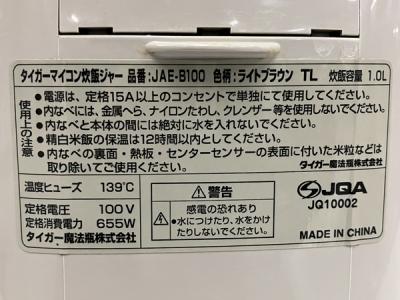 タイガーマイコン炊飯ジャー 品番:JAE-B100 色柄:ライトブラウン TL 炊飯容量 1.0L
使用上の注意
●電源は、定格15A以上のコンセントで単独にて使用してください。
●内なべには、金属へら、ナイロンたわし、クレンザー等を使用しないでください。
●内なべと本体の間には絶対に水を入れないでください。
●精白米飯の保温は12時間以内としてください。
●内なべの裏面・熱板・センターセンサーの表面に付いた米粒などは
取り除いてご使用ください。 タイガー魔法瓶株式会社
温度ヒューズ 139℃
定格電圧 100V
定格消費電力 655W
タイガー魔法瓶株式会社
⚠警告
感電の恐れあり
●水につけたり、水をかけ
たりしないでください。
JQA
JQ10002
MADE IN CHINA